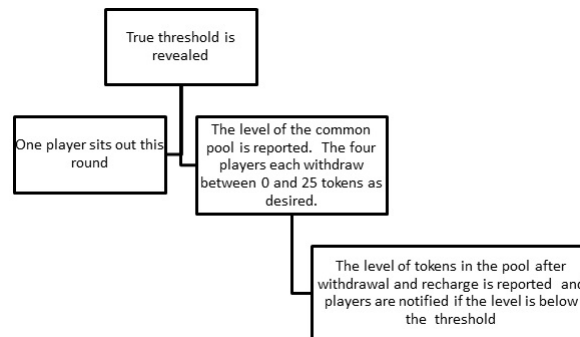 True threshold is
revealed
One player sits out this
round
The level of the common
pool is reported. The four
players each withdraw
between 0 and 25 tokens as
desired.
The level of tokens in the pool after
withdrawal and recharge is reported and
players are notified if the level is below
the threshold